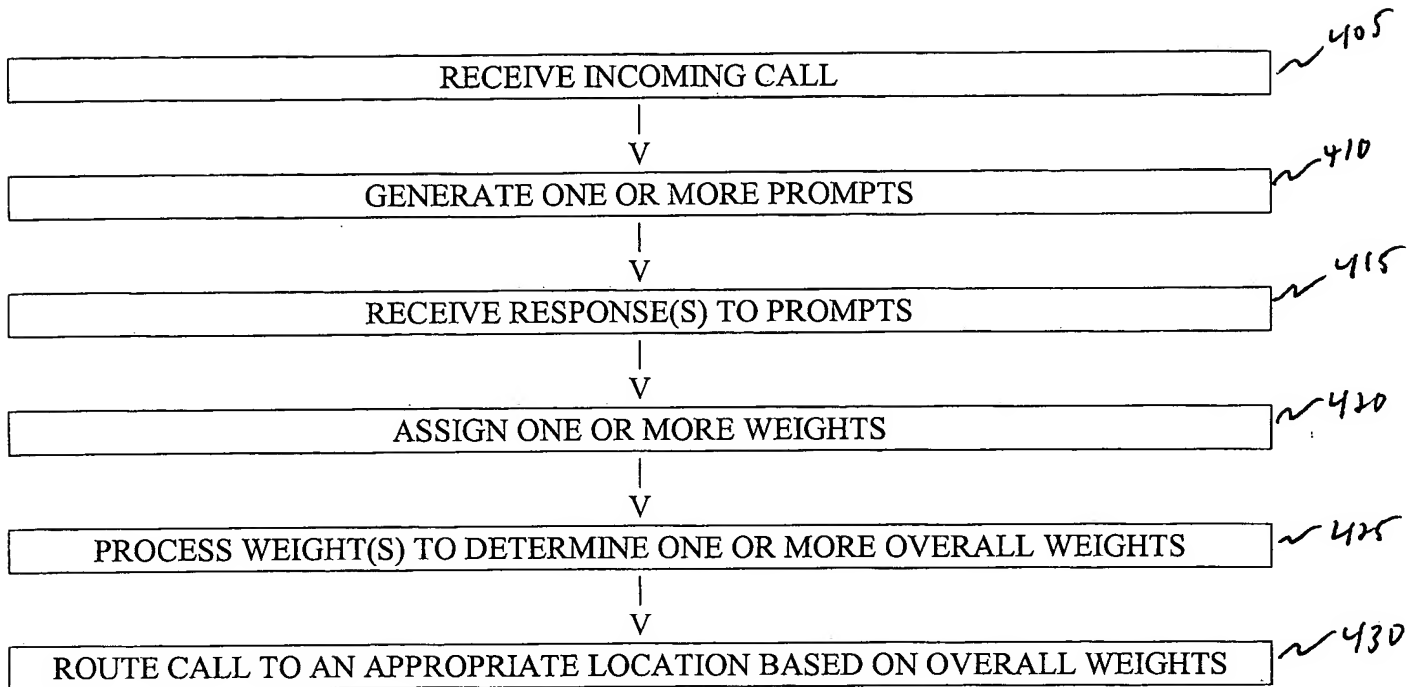 405
RECEIVE INCOMING CALL
V
410
GENERATE ONE OR MORE PROMPTS
V
415
RECEIVE RESPONSE(S) TO PROMPTS
V
420
ASSIGN ONE OR MORE WEIGHTS
V
425
PROCESS WEIGHT(S) TO DETERMINE ONE OR MORE OVERALL WEIGHTS
V
430
ROUTE CALL TO AN APPROPRIATE LOCATION BASED ON OVERALL WEIGHTS